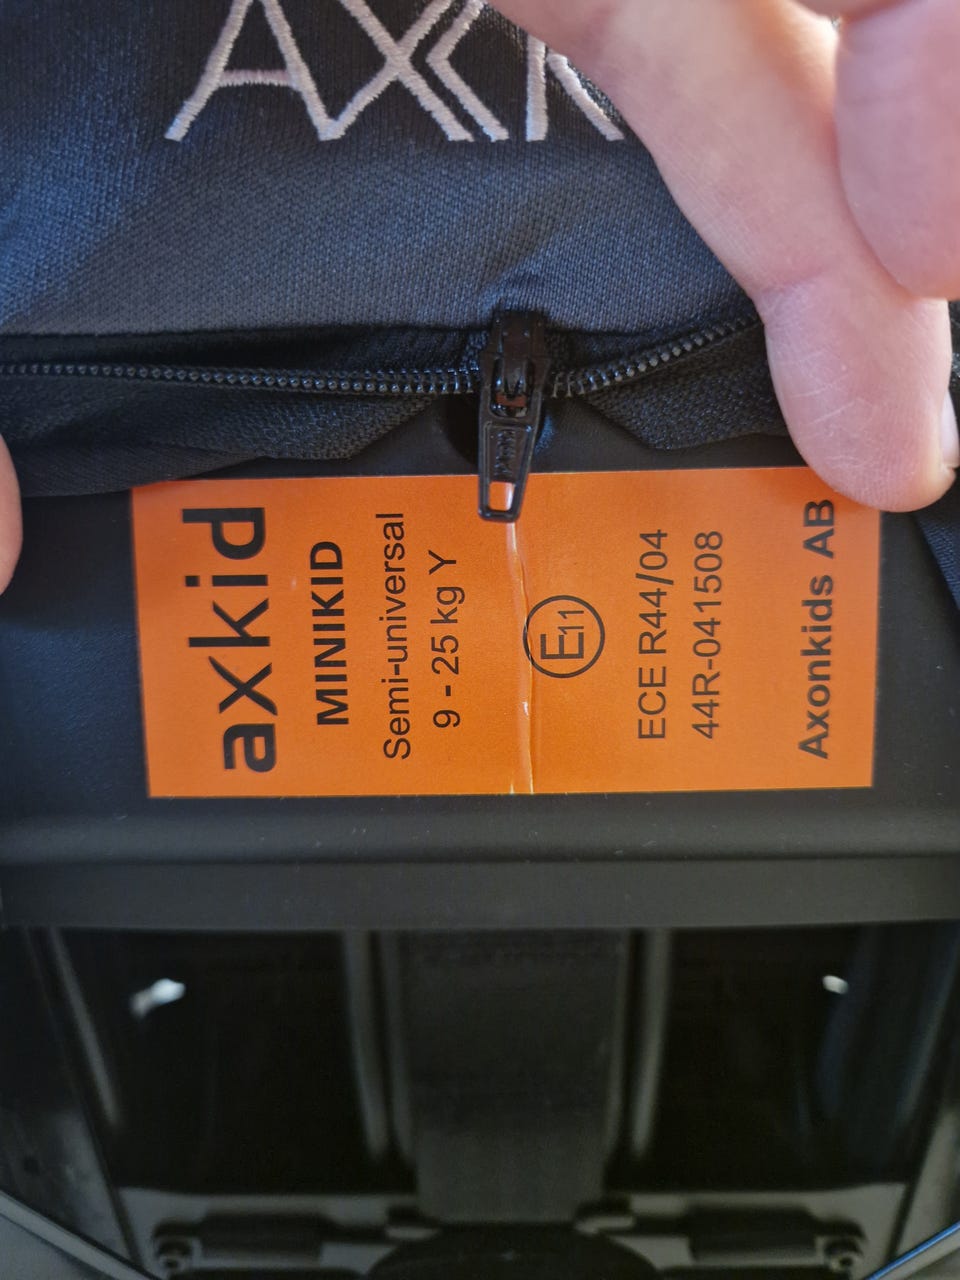 axkid
MINIKID
Semi-universal
9 - 25 kg Y
E11
ECE R44/04
44R-041508
Axonkids AB